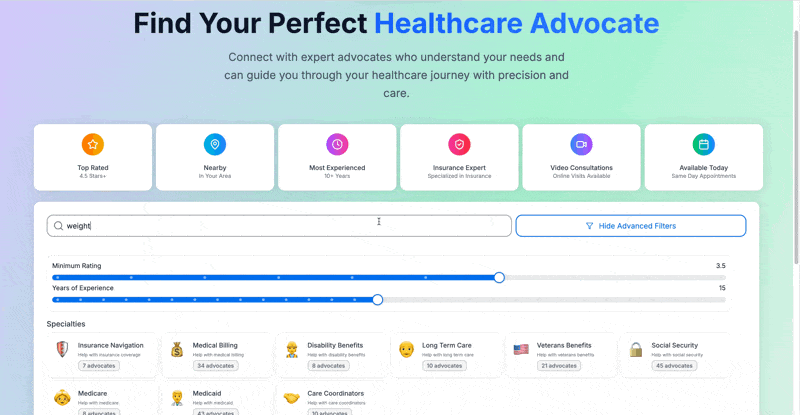 Find Your Perfect Healthcare Advocate
Connect with expert advocates who understand your needs and
can guide you through your healthcare journey with precision and
care.
Top Rated
4.5 Stars+
Nearby
In Your Area
Most Experienced
10+ Years
Insurance Expert
Specialized in Insurance
Video Consultations
Online Visits Available
Available Today
Same Day Appointments
weight
Hide Advanced Filters
Minimum Rating
3.5
Years of Experience
15
Specialties
Insurance Navigation
Help with insurance coverage
7 advocates
Medical Billing
Help with medical billing
34 advocates
Disability Benefits
Help with disability benefits
8 advocates
Long Term Care
Help with long term care
10 advocates
Veterans Benefits
Help with veterans benefits
21 advocates
Social Security
Help with social security
45 advocates
Medicare
Help with medicare
8 advocates
Medicaid
Help with medicaid
43 advocates
Care Coordinators
Help with care coordinators
10 advocates